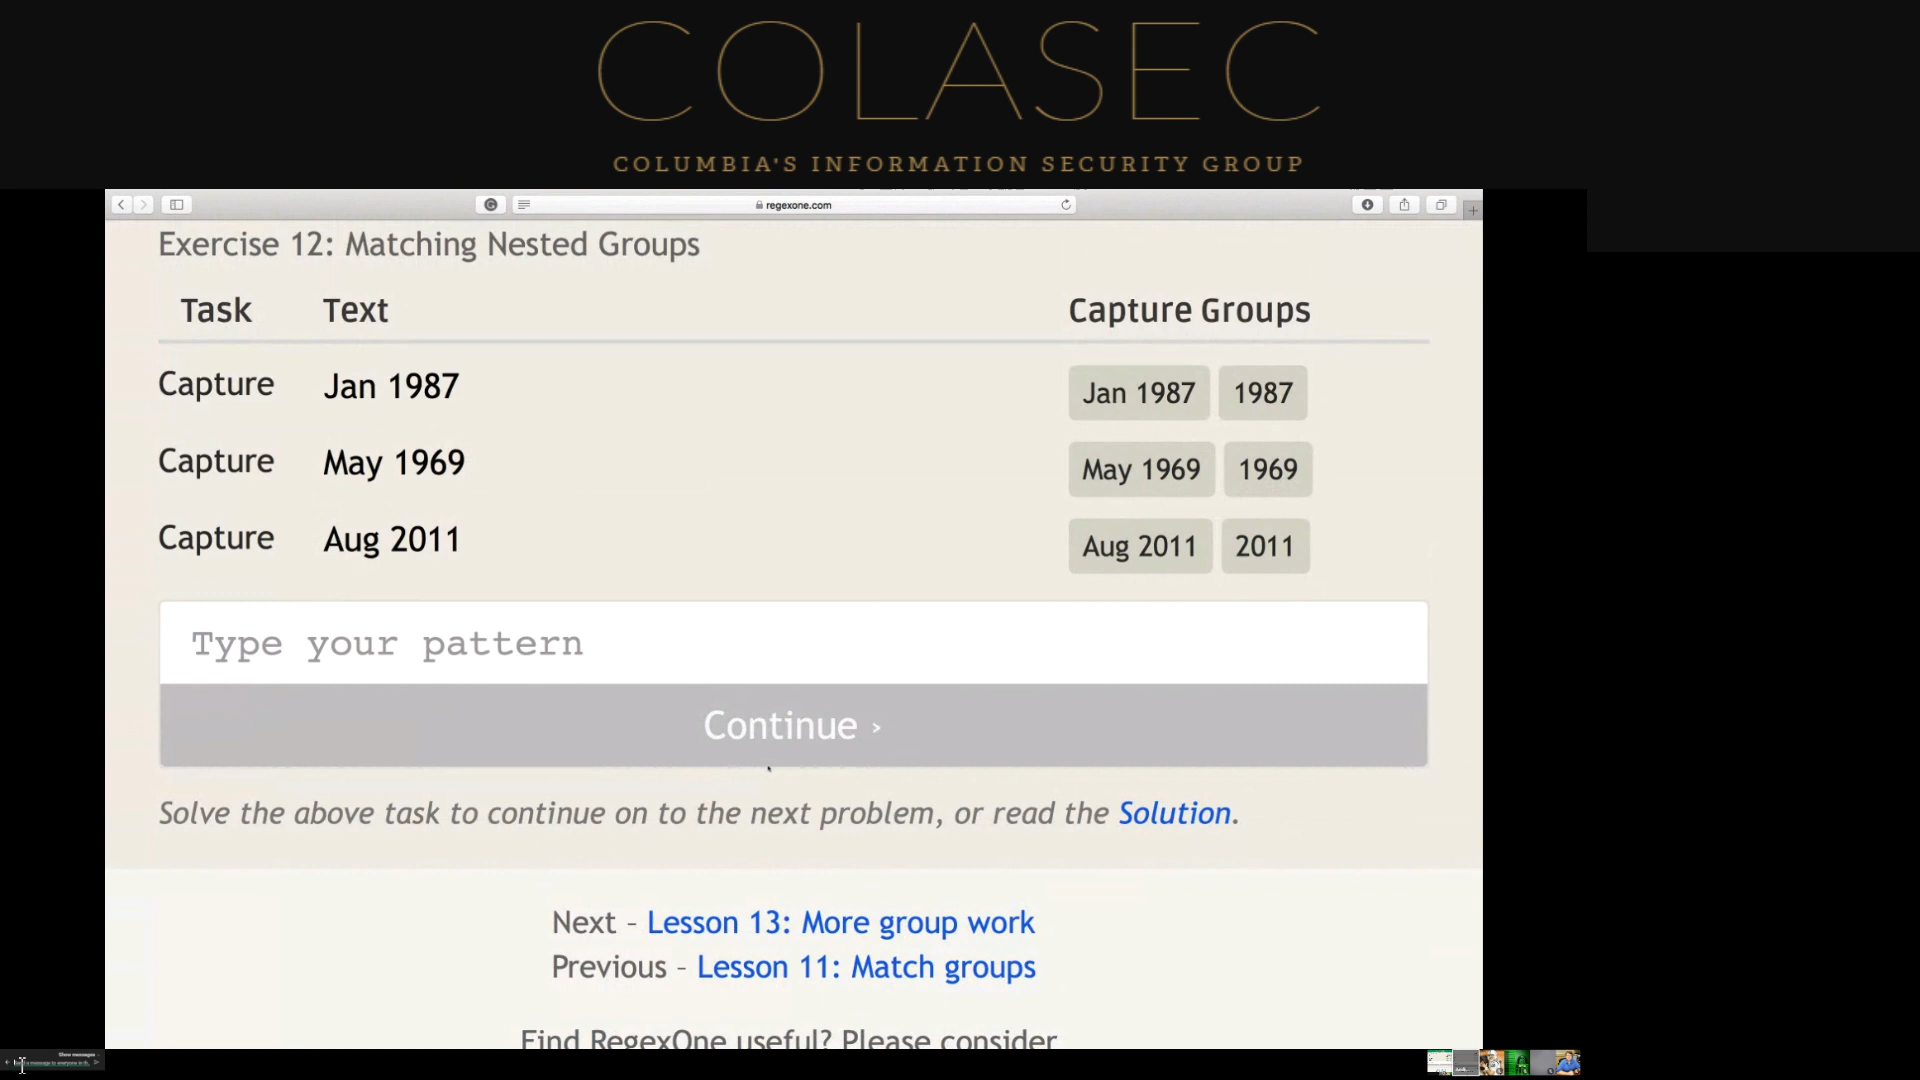 COLASEC
COLUMBIA'S INFORMATION SECURITY GROUP
regexone.com
Exercise 12: Matching Nested Groups
Task Text Capture Groups
Capture Jan 1987 Jan 1987 1987
Capture May 1969 May 1969 1969
Capture Aug 2011 Aug 2011 2011
Type your pattern
Continue ›
Solve the above task to continue on to the next problem, or read the Solution.
Next – Lesson 13: More group work
Previous – Lesson 11: Match groups
Find RegexOne useful? Please consider
Show messages